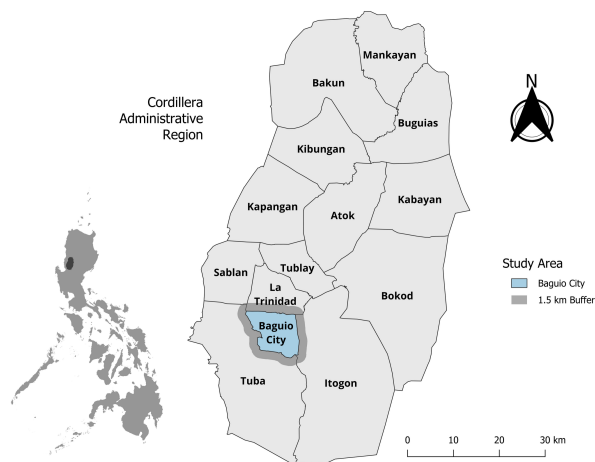 Mankayan
Bakun
Cordillera
Administrative
Region
N
Buguias
Kibungan
Kapangan
Atok
Kabayan
Sablan
Tublay
La
Trinidad
Bokod
Study Area
Baguio City
1.5 km Buffer
Baguio
City
Tuba
Itogon
0 10 20 30 km